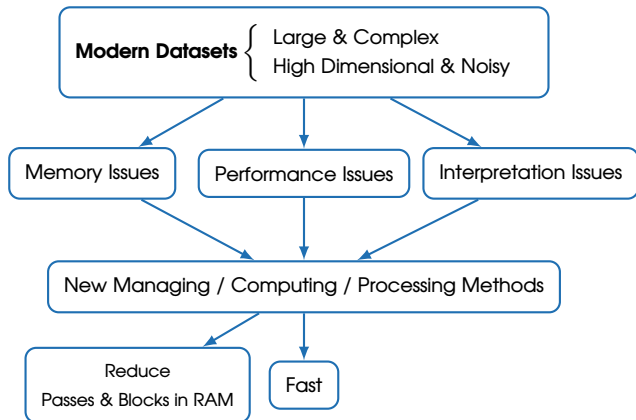 Modern Datasets
Large & Complex
High Dimensional & Noisy
Memory Issues
Performance Issues
Interpretation Issues
New Managing / Computing / Processing Methods
Reduce
Passes & Blocks in RAM
Fast